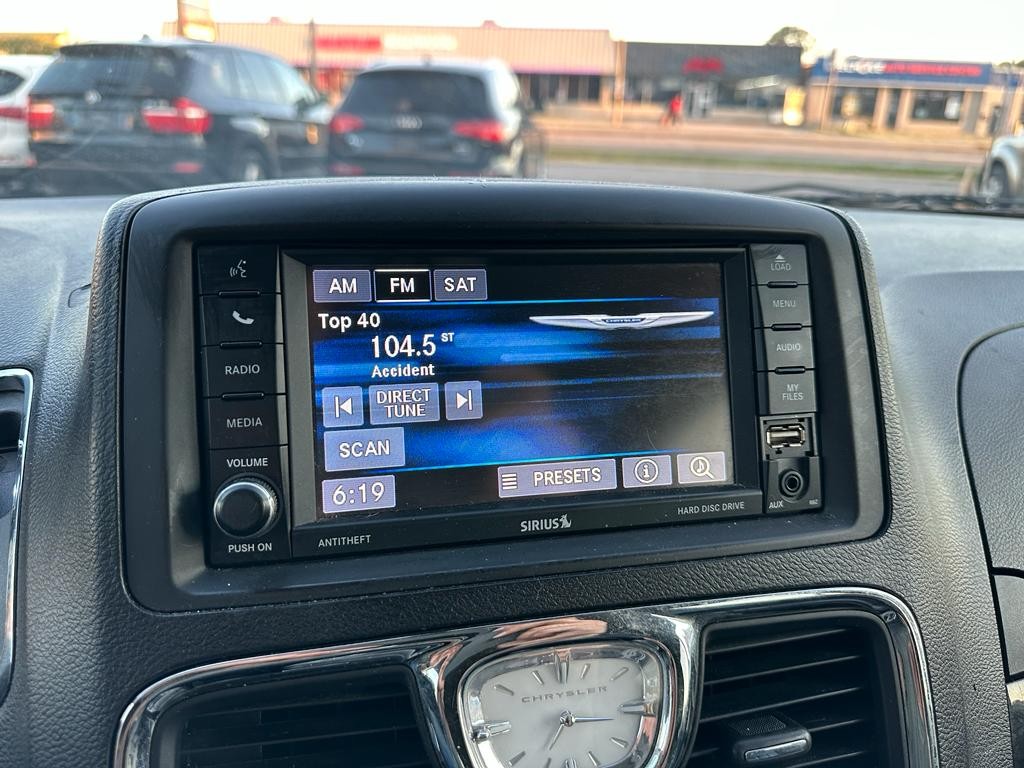 AM FM SAT
LOAD
MENU
Top 40
CHRYSLER
104.5 ST
Accident
RADIO
AUDIO
DIRECT
TUNE
MY
FILES
MEDIA
SCAN
VOLUME
PRESETS
6:19
PUSH ON
ANTITHEFT
SIRIUS
HARD DISC DRIVE
AUX
CHRYSLER